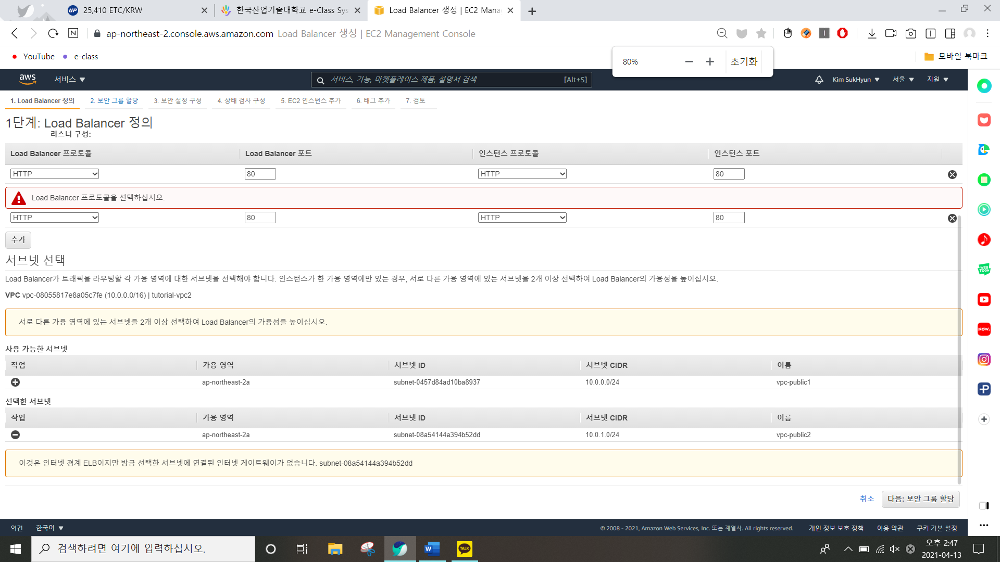 25,410 ETC/KRW
한국산업기술대학교 e-Class Sys
Load Balancer 생성 | EC2 Mana
ap-northeast-2.console.aws.amazon.com Load Balancer 생성 | EC2 Management Console
YouTube
e-class
모바일 북마크
80%
초기화
aws
서비스
서비스, 기능, 마켓플레이스 제품, 설명서 검색
[Alt+S]
Kim SukHyun
서울
지원
1. Load Balancer 정의
2. 보안 그룹 할당
3. 보안 설정 구성
4. 상태 검사 구성
5. EC2 인스턴스 추가
6. 태그 추가
7. 검토
1단계: Load Balancer 정의
리스너 구성:
Load Balancer 프로토콜
Load Balancer 포트
인스턴스 프로토콜
인스턴스 포트
HTTP
80
HTTP
80
Load Balancer 프로토콜을 선택하십시오.
HTTP
80
HTTP
80
추가
서브넷 선택
Load Balancer가 트래픽을 라우팅할 각 가용 영역에 대한 서브넷을 선택해야 합니다. 인스턴스가 한 가용 영역에만 있는 경우, 서로 다른 가용 영역에 있는 서브넷을 2개 이상 선택하여 Load Balancer의 가용성을 높이십시오.
VPC vpc-08055817e8a05c7fe (10.0.0.0/16) | tutorial-vpc2
서로 다른 가용 영역에 있는 서브넷을 2개 이상 선택하여 Load Balancer의 가용성을 높이십시오.
사용 가능한 서브넷
작업
가용 영역
서브넷 ID
서브넷 CIDR
이름
ap-northeast-2a
subnet-0457d84ad10ba8937
10.0.0.0/24
vpc-public1
선택한 서브넷
작업
가용 영역
서브넷 ID
서브넷 CIDR
이름
ap-northeast-2a
subnet-08a54144a394b52dd
10.0.1.0/24
vpc-public2
이것은 인터넷 경계 ELB이지만 방금 선택한 서브넷에 연결된 인터넷 게이트웨이가 없습니다. subnet-08a54144a394b52dd
취소
다음: 보안 그룹 할당
의견
한국어
© 2008 - 2021, Amazon Web Services, Inc. 또는 계열사. All rights reserved.
개인 정보 보호 정책
이용 약관
쿠키 기본 설정
검색하려면 여기에 입력하십시오.
TALK
오후 2:47
2021-04-13
UP
N
WEB
TOON
NOW.